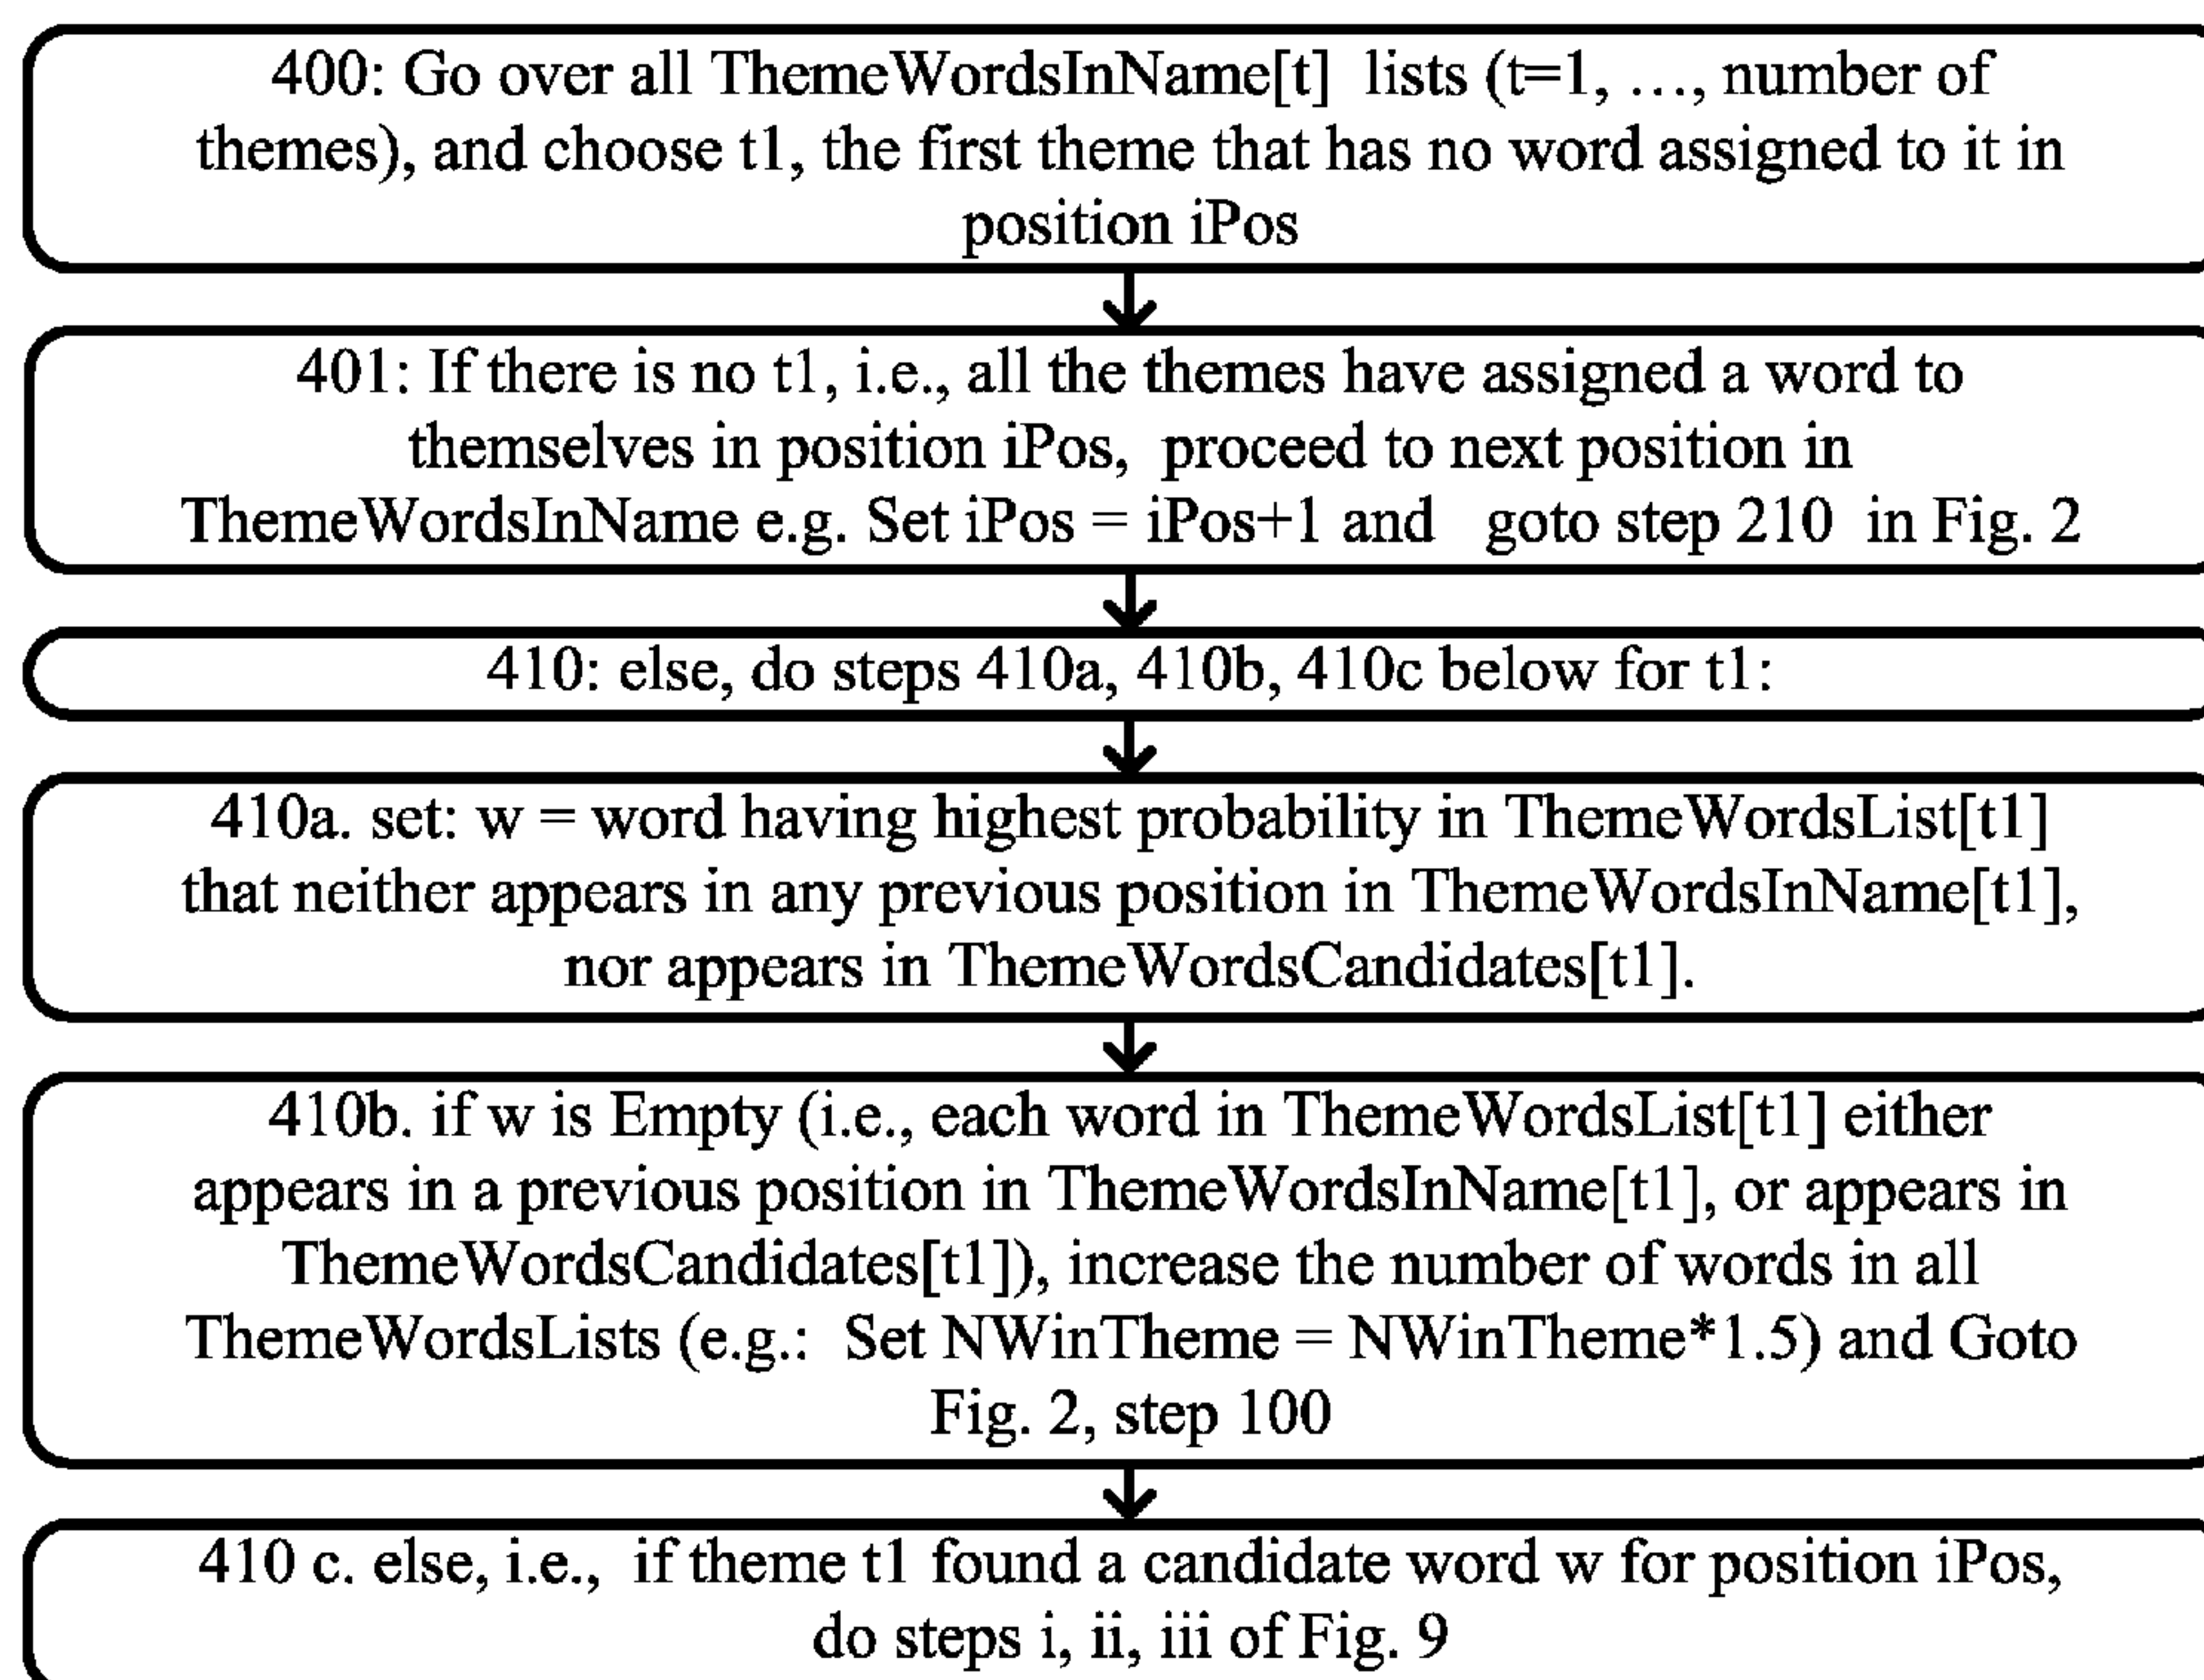 400: Go over all ThemeWordsInName[t] lists (t=1, …, number of
themes), and choose t1, the first theme that has no word assigned to it in
position iPos
401: If there is no t1, i.e., all the themes have assigned a word to
themselves in position iPos, proceed to next position in
ThemeWordsInName e.g. Set iPos = iPos+1 and goto step 210 in Fig. 2
410: else, do steps 410a, 410b, 410c below for t1:
410a. set: w = word having highest probability in ThemeWordsList[t1]
that neither appears in any previous position in ThemeWordsInName[t1],
nor appears in ThemeWordsCandidates[t1].
410b. if w is Empty (i.e., each word in ThemeWordsList[t1] either
appears in a previous position in ThemeWordsInName[t1], or appears in
ThemeWordsCandidates[t1]), increase the number of words in all
ThemeWordsLists (e.g.: Set NWinTheme = NWinTheme*1.5) and Goto
Fig. 2, step 100
410 c. else, i.e., if theme t1 found a candidate word w for position iPos,
do steps i, ii, iii of Fig. 9